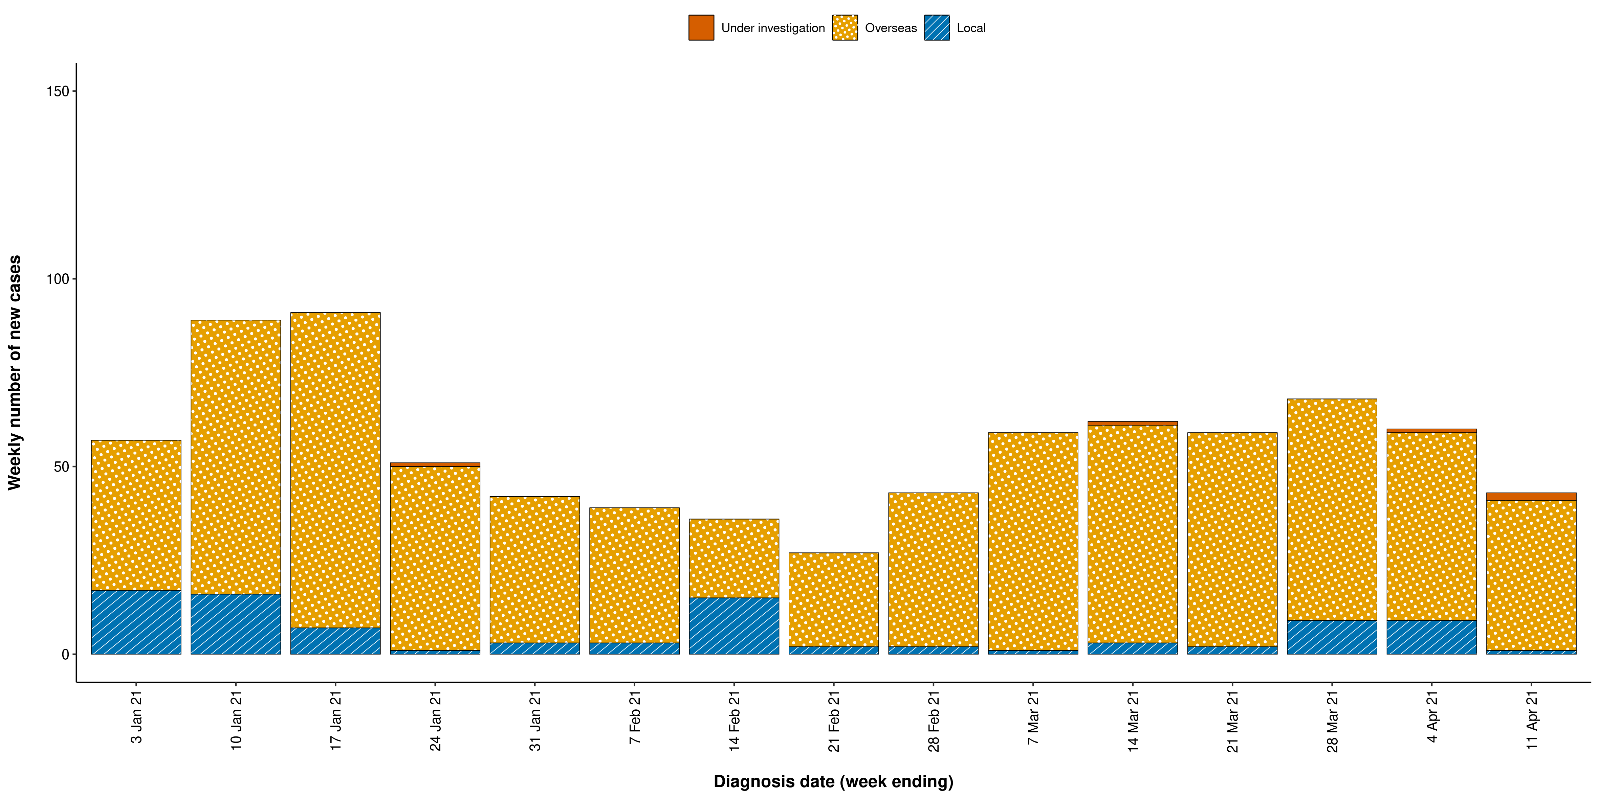 Under investigation Overseas Local
150
100
50
0
Weekly number of new cases
3 Jan 21
10 Jan 21
17 Jan 21
24 Jan 21
31 Jan 21
7 Feb 21
14 Feb 21
21 Feb 21
28 Feb 21
7 Mar 21
14 Mar 21
21 Mar 21
28 Mar 21
4 Apr 21
11 Apr 21
Diagnosis date (week ending)